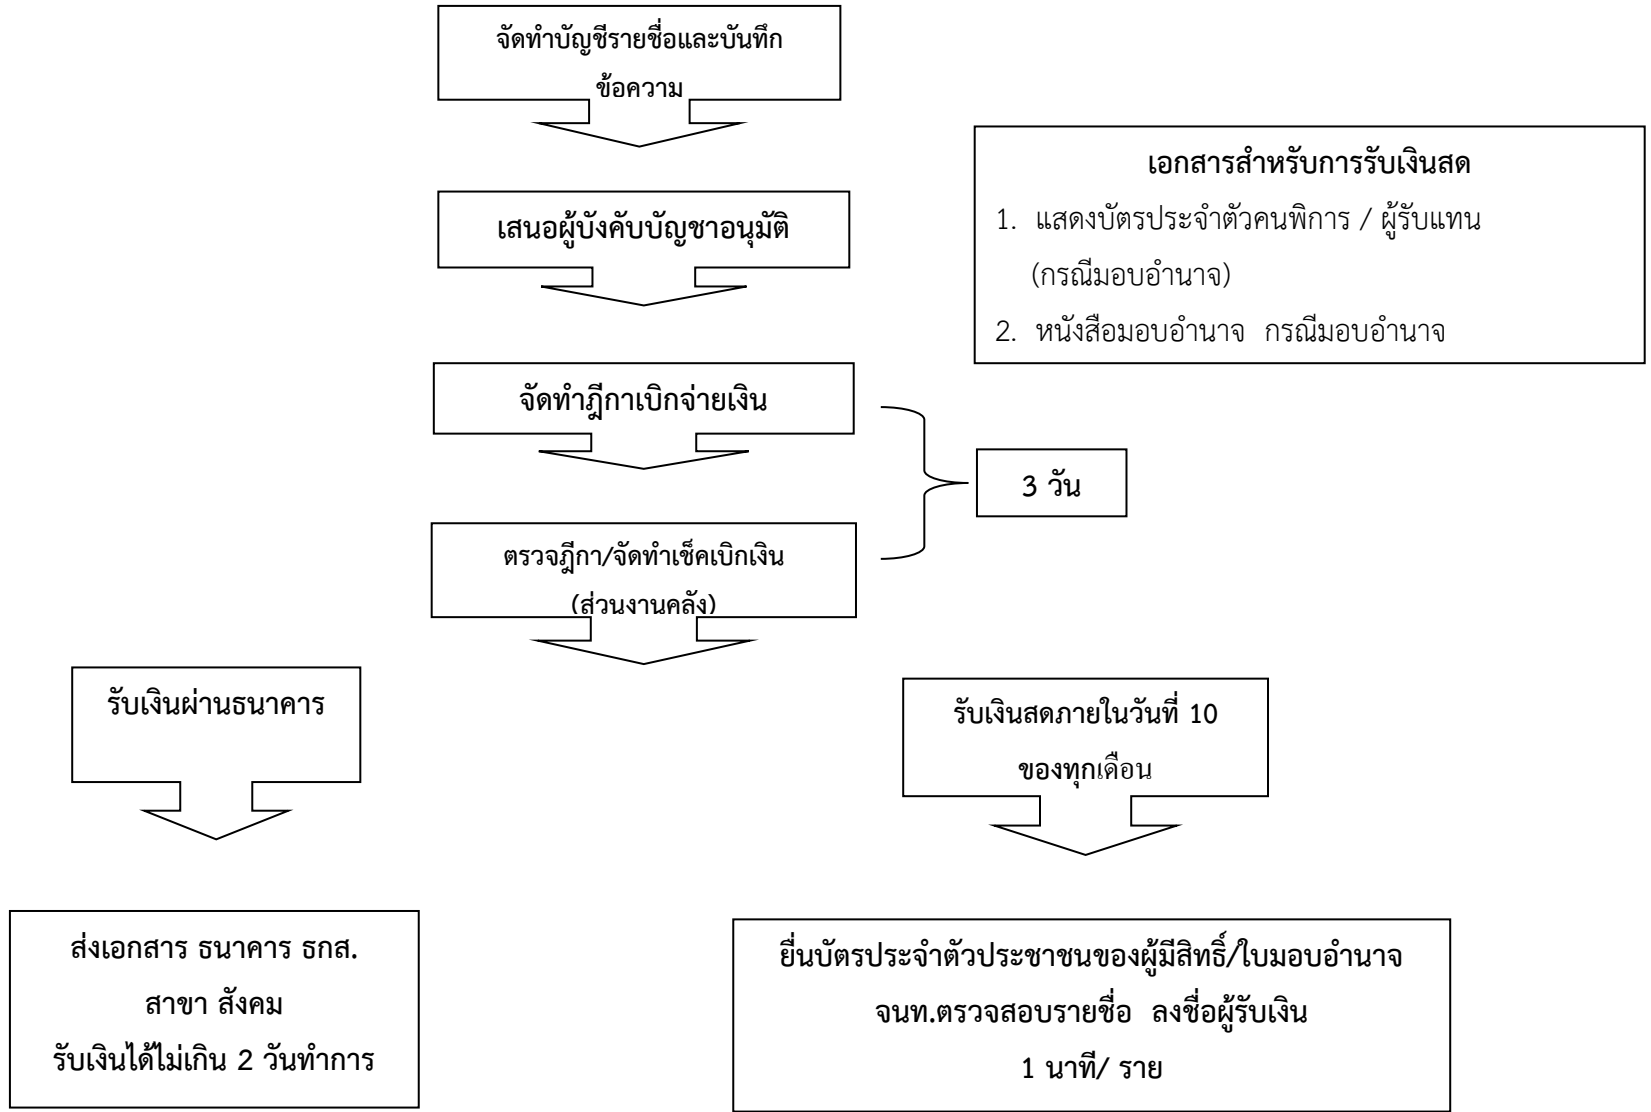 จัดทำบัญชีรายชื่อและบันทึก
ข้อความ
เสนอผู้บังคับบัญชาอนุมัติ
เอกสารสำหรับการรับเงินสด
1. แสดงบัตรประจำตัวคนพิการ / ผู้รับแทน
(กรณีมอบอำนาจ)
2. หนังสือมอบอำนาจ กรณีมอบอำนาจ
จัดทำฎีกาเบิกจ่ายเงิน
3 วัน
ตรวจฎีกา/จัดทำเช็คเบิกเงิน
(ส่วนงานคลัง)
รับเงินผ่านธนาคาร
รับเงินสดภายในวันที่ 10
ของทุกเดือน
ส่งเอกสาร ธนาคาร ธกส.
สาขา สังคม
รับเงินได้ไม่เกิน 2 วันทำการ
ยื่นบัตรประจำตัวประชาชนของผู้มีสิทธิ์/ใบมอบอำนาจ
จนท.ตรวจสอบรายชื่อ ลงชื่อผู้รับเงิน
1 นาที/ ราย